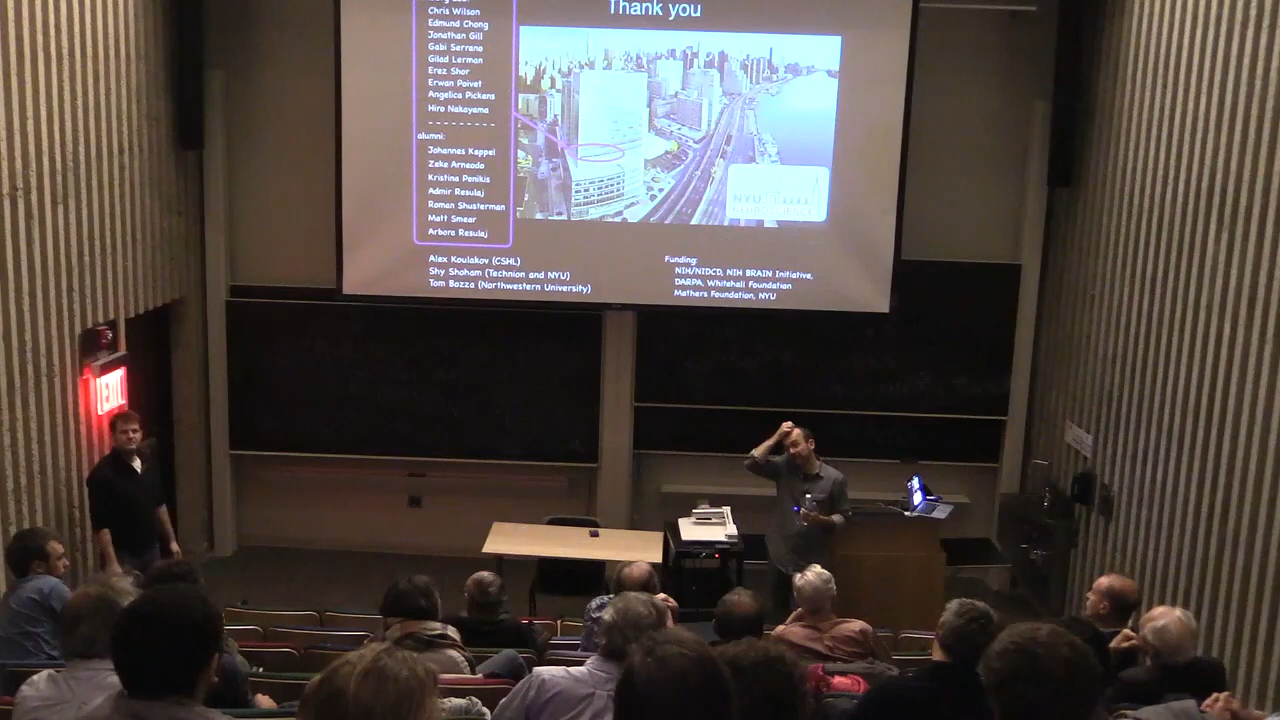 Thank you
Chris Wilson
Edmund Chong
Jonathan Gill
Gabi Serrano
Gilad Lerman
Erez Shor
Erwan Poivet
Angelica Pickens
Hiro Nakayama
- - - - - - - - -
alumni:
Johannes Kappel
Zeke Arneodo
Kristina Penikis
Admir Resulaj
Roman Shusterman
Matt Smear
Arbora Resulaj
NYU
NEUROSCIENCE
Alex Koulakov (CSHL)
Shy Shoham (Technion and NYU)
Tom Bozza (Northwestern University)
Funding:
NIH/NIDCD, NIH BRAIN Initiative,
DARPA, Whitehall Foundation
Mathers Foundation, NYU
EXIT